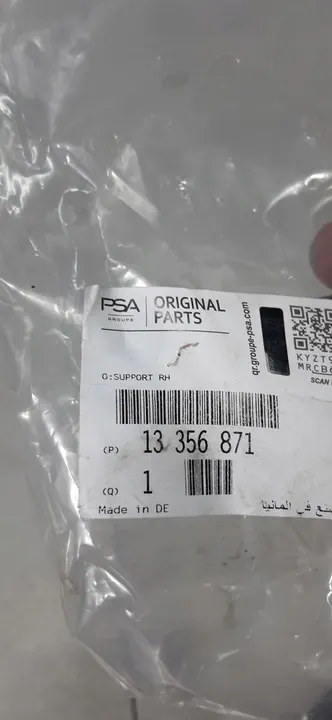 PSA
GROUPE
ORIGINAL
PARTS
qr.groupe-psa.com
SCAN
O:SUPPORT RH
(P) 13 356 871
(Q) 1
Made in DE
صنع في المانيا